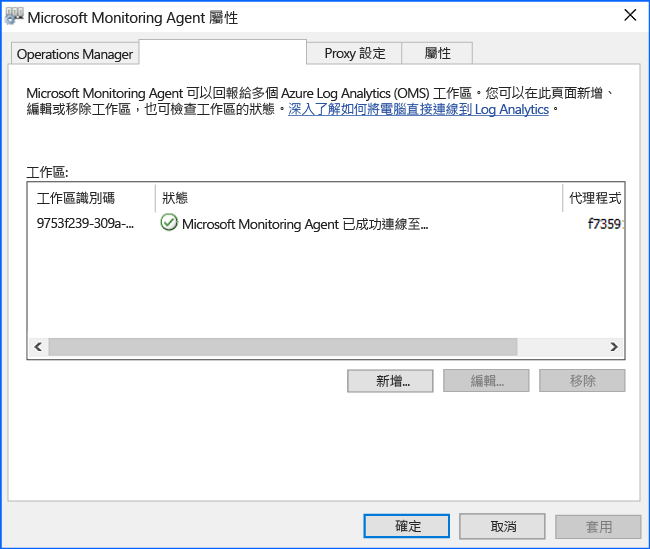 Microsoft Monitoring Agent 屬性
Operations Manager
Proxy 設定
屬性
Microsoft Monitoring Agent 可以回報給多個 Azure Log Analytics (OMS) 工作區。您可以在此頁面新增、
編輯或移除工作區，也可檢查工作區的狀態。深入了解如何將電腦直接連線到 Log Analytics。
工作區:
工作區識別碼 狀態 代理程式
9753f239-309a-... Microsoft Monitoring Agent 已成功連線至... f7359
新增...
編輯...
移除
確定
取消
套用